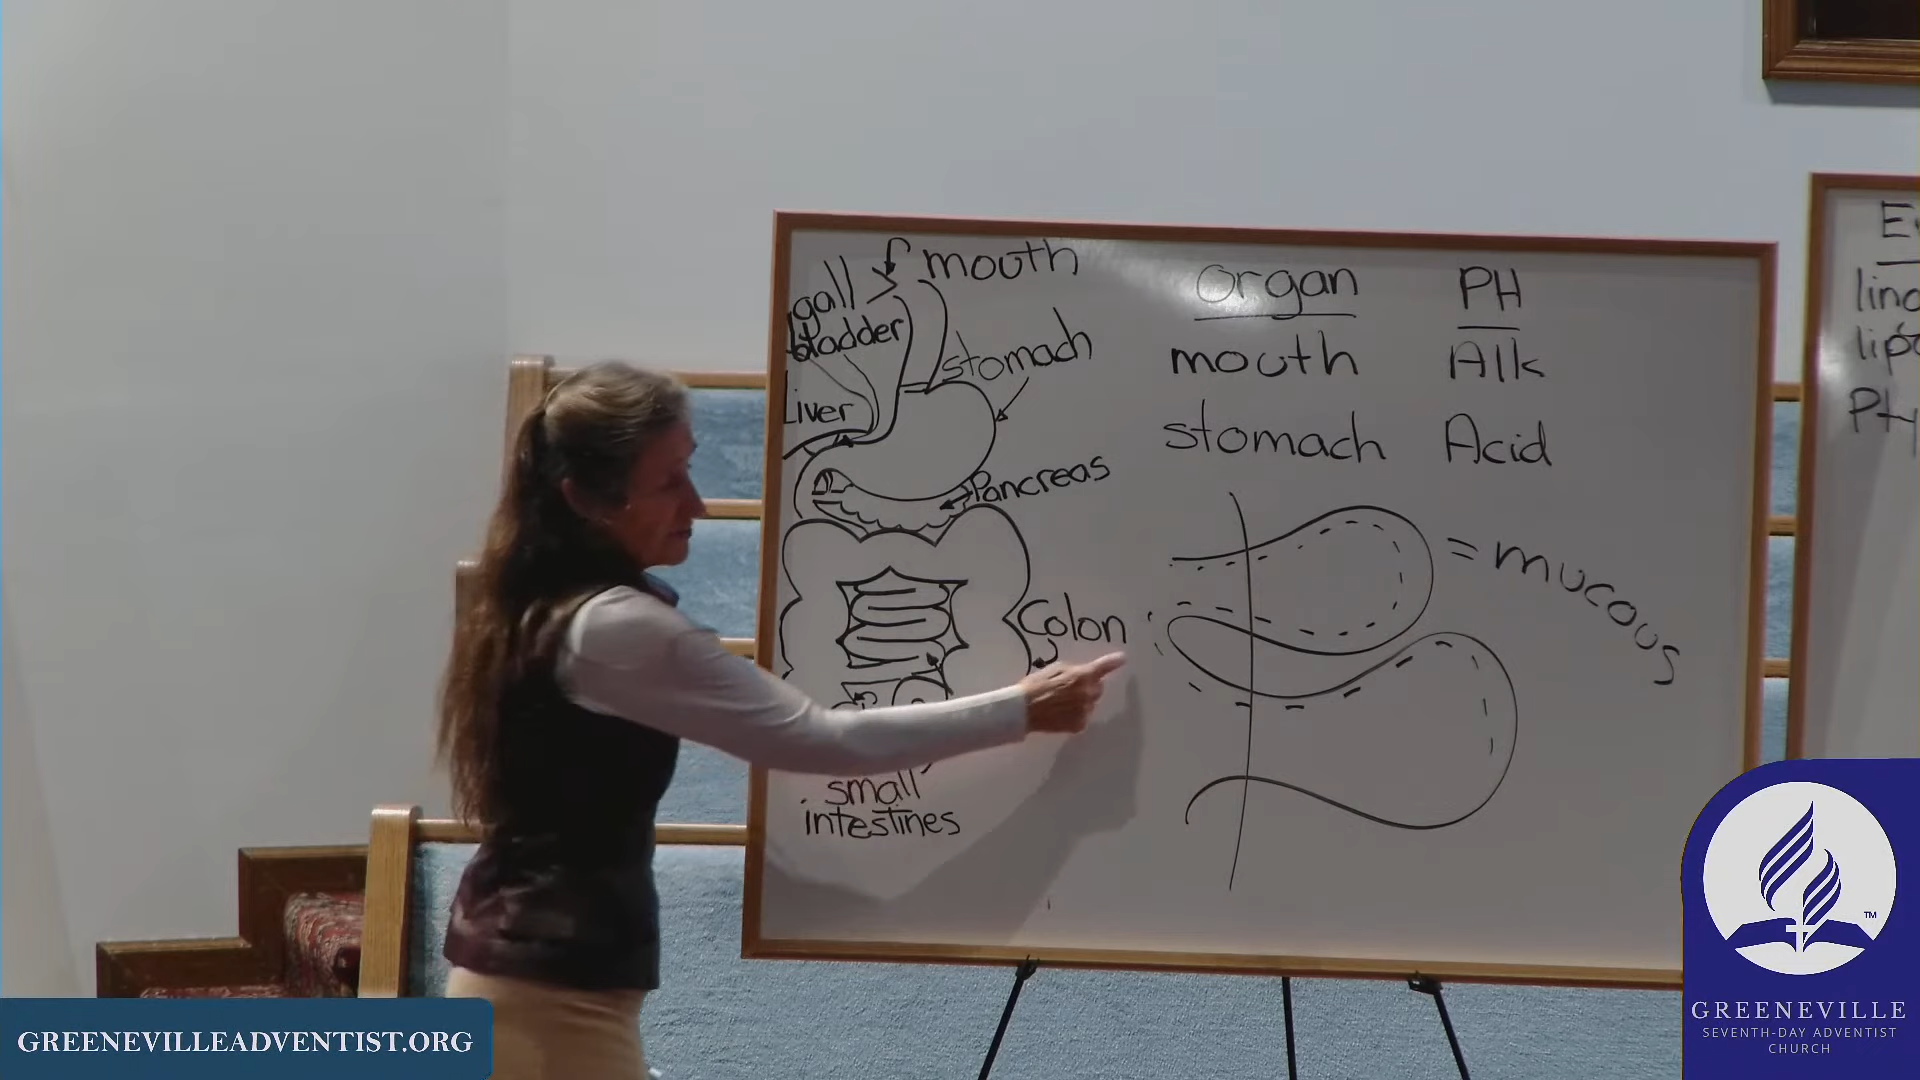 mouth
gall
bladder
Liver
stomach
Pancreas
Colon
small
intestines
organ PH
mouth Alk
stomach Acid
= mucous
GREENEVILLEADVENTIST.ORG
GREENEVILLE
SEVENTH-DAY ADVENTIST
CHURCH
TM